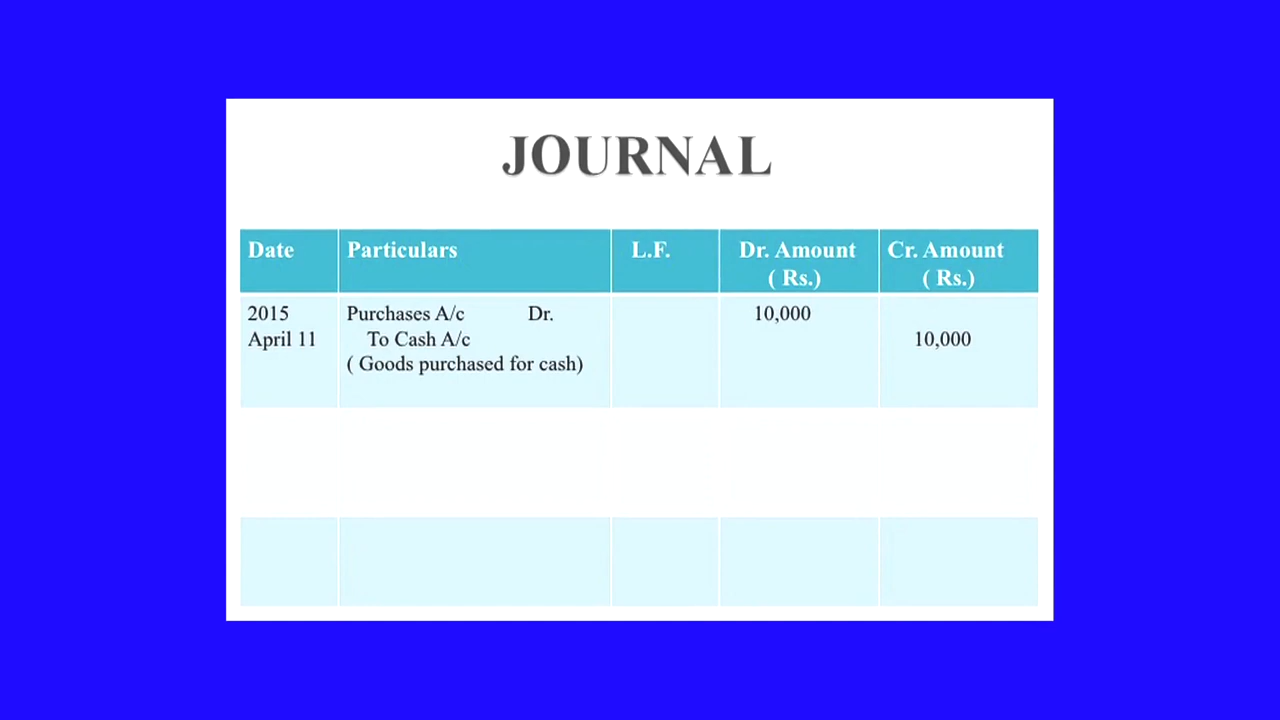 JOURNAL
Date Particulars L.F. Dr. Amount Cr. Amount
( Rs.) ( Rs.)
2015 Purchases A/c Dr. 10,000
April 11 To Cash A/c 10,000
( Goods purchased for cash)